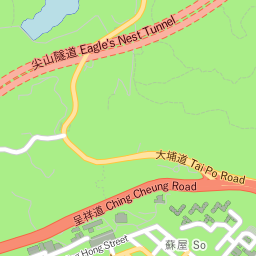 尖山隧道 Eagle's Nest Tunnel
大埔道 Tai Po Road
呈祥道 Ching Cheung Road
蘇屋 So
Hong Street